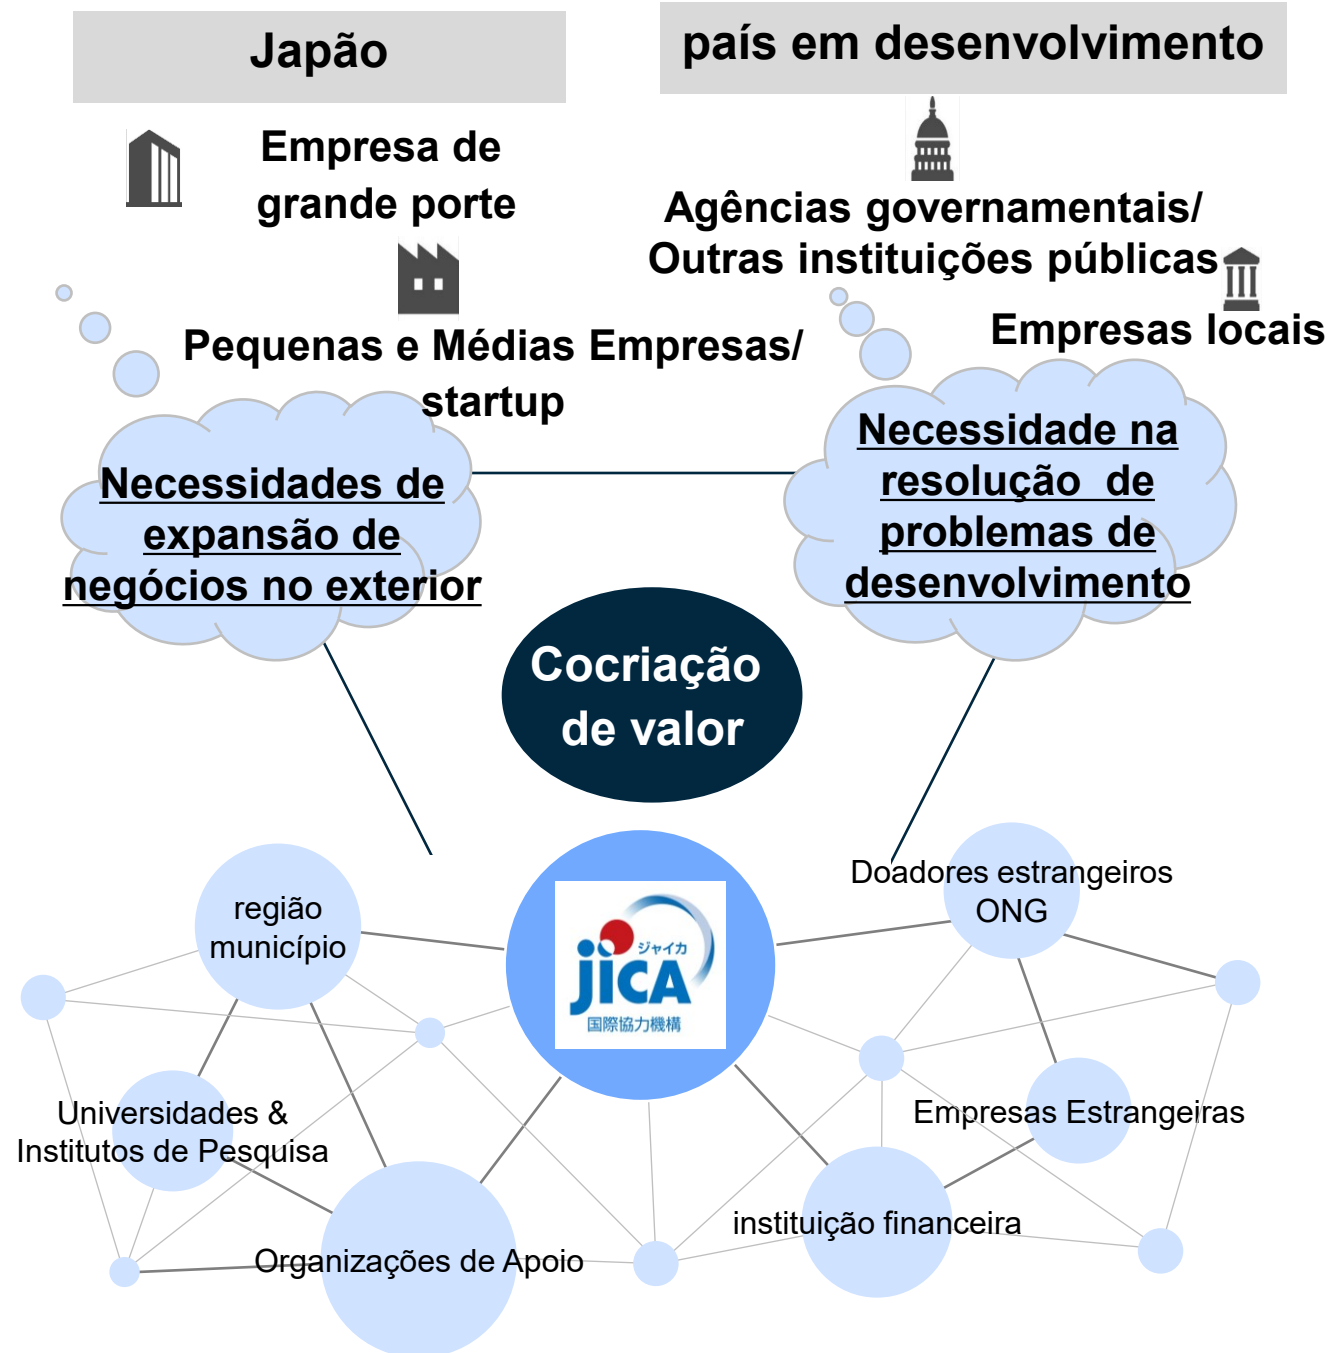 Japão
país em desenvolvimento
Empresa de
grande porte
Agências governamentais/
Outras instituições públicas
Pequenas e Médias Empresas/
startup
Empresas locais
Necessidades de
expansão de
negócios no exterior
Necessidade na
resolução de
problemas de
desenvolvimento
Cocriação
de valor
região
município
ジャイカ
jICA
国際協力機構
Doadores estrangeiros
ONG
Universidades &
Institutos de Pesquisa
Empresas Estrangeiras
Organizações de Apoio
instituição financeira